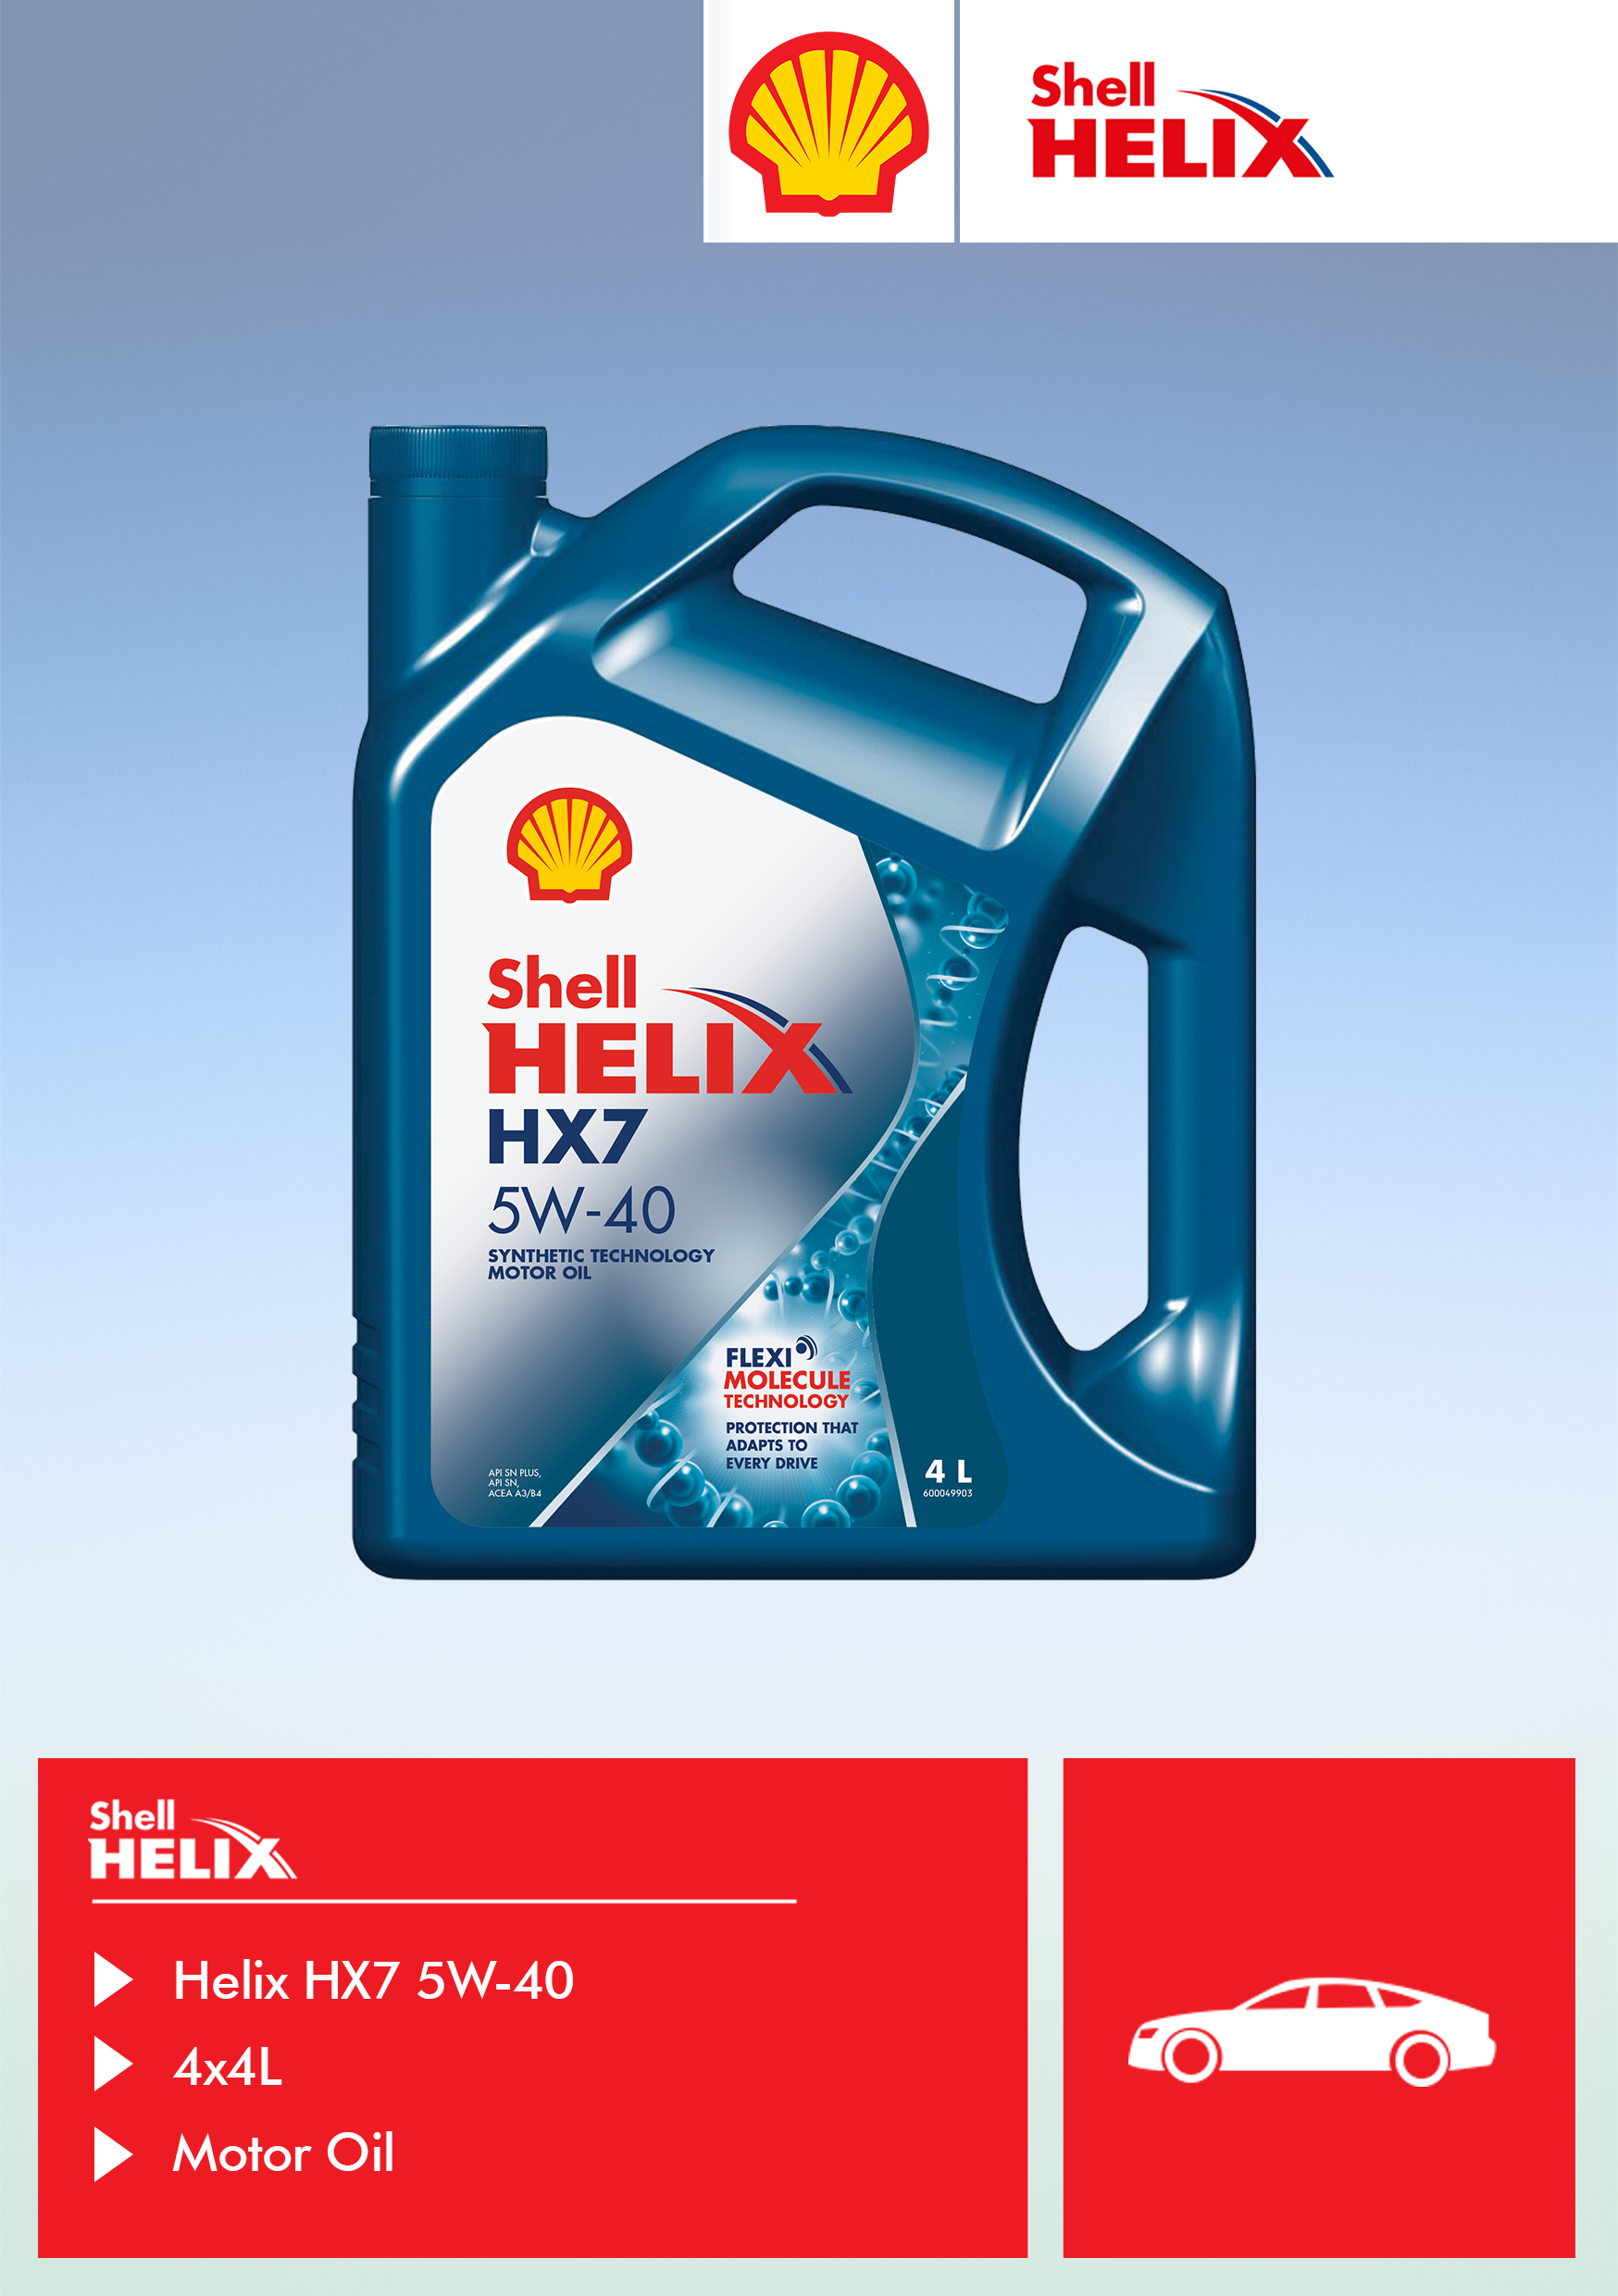 Shell
HELIX
Shell
HELIX
HX7
5W-40
SYNTHETIC TECHNOLOGY
MOTOR OIL
FLEXI
MOLECULE
TECHNOLOGY
PROTECTION THAT
ADAPTS TO
EVERY DRIVE
API SN PLUS,
API SN,
ACEA A3/B4
4 L
600049903
Shell
HELIX
Helix HX7 5W-40
4x4L
Motor Oil